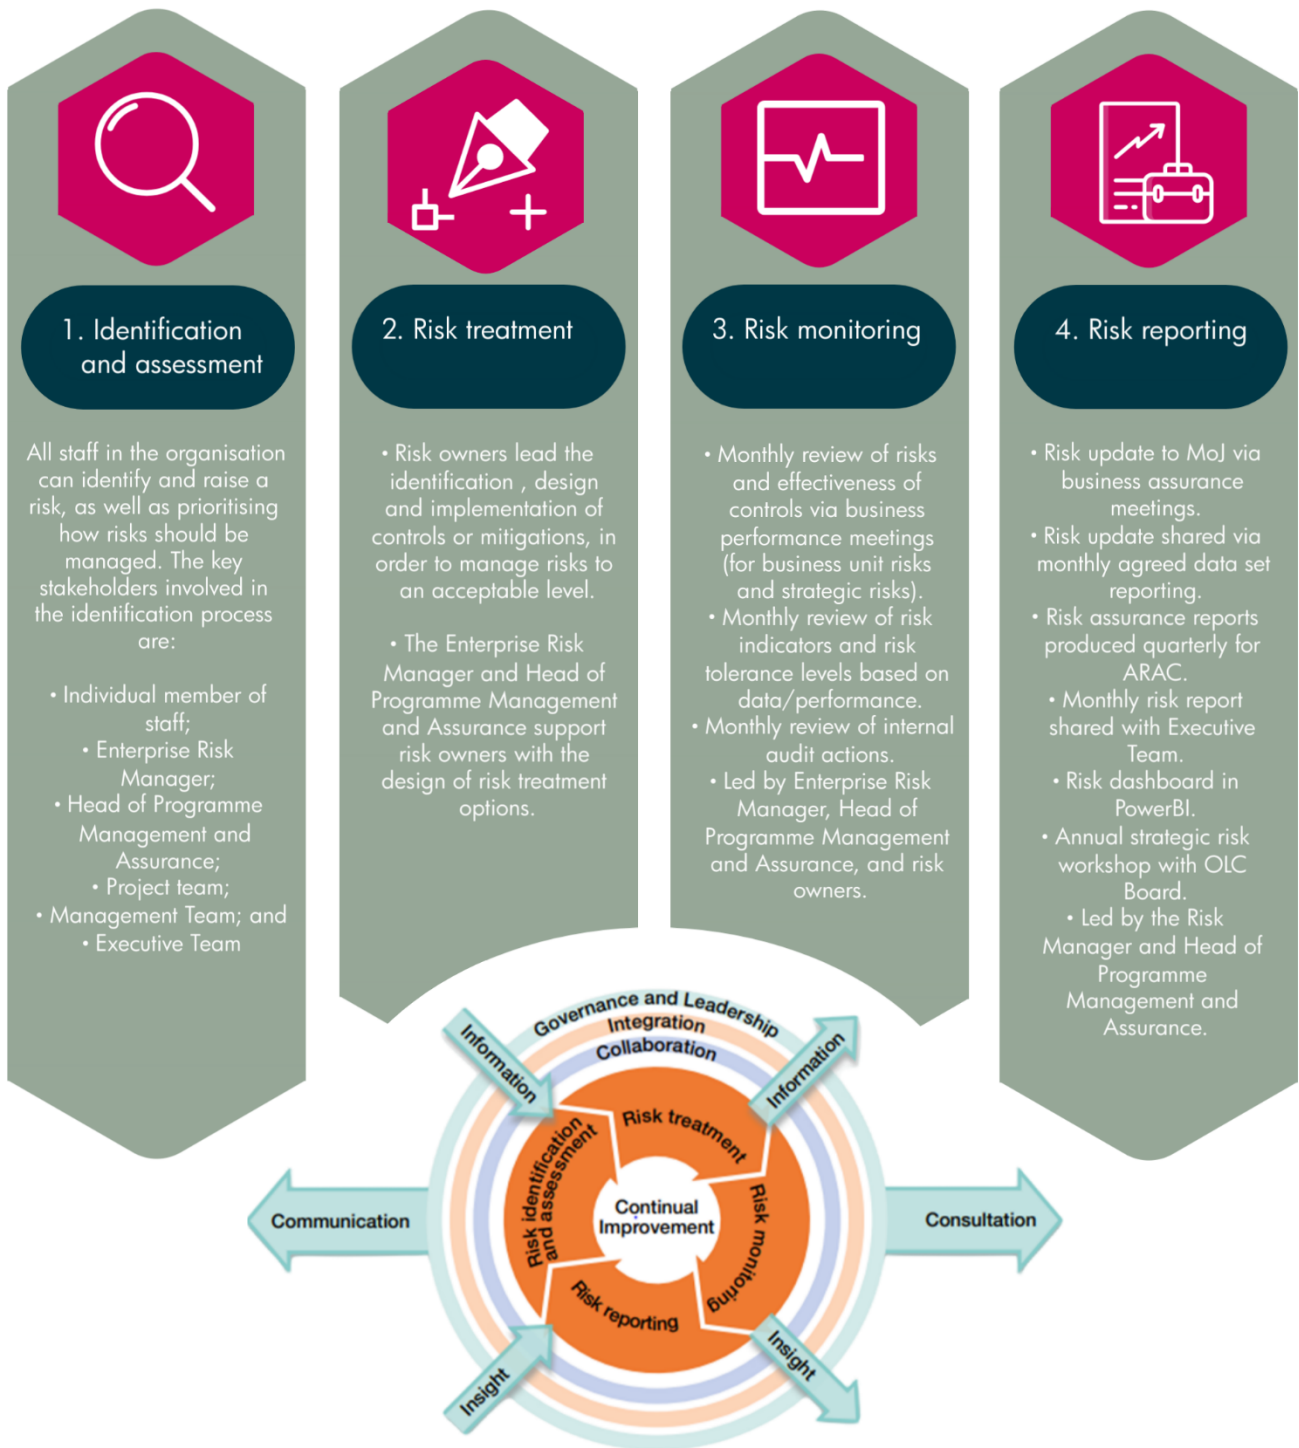 1. Identification
and assessment
All staff in the organisation
can identify and raise a
risk, as well as prioritising
how risks should be
managed. The key
stakeholders involved in
the identification process
are:
• Individual member of
staff;
• Enterprise Risk
Manager;
• Head of Programme
Management and
Assurance;
• Project team;
• Management Team; and
• Executive Team
2. Risk treatment
• Risk owners lead the
identification , design
and implementation of
controls or mitigations, in
order to manage risks to
an acceptable level.
• The Enterprise Risk
Manager and Head of
Programme Management
and Assurance support
risk owners with the
design of risk treatment
options.
3. Risk monitoring
• Monthly review of risks
and effectiveness of
controls via business
performance meetings
(for business unit risks
and strategic risks).
• Monthly review of risk
indicators and risk
tolerance levels based on
data/performance.
• Monthly review of internal
audit actions.
• Led by Enterprise Risk
Manager, Head of
Programme Management
and Assurance, and risk
owners.
4. Risk reporting
• Risk update to MoJ via
business assurance
meetings.
• Risk update shared via
monthly agreed data set
reporting.
• Risk assurance reports
produced quarterly for
ARAC.
• Monthly risk report
shared with Executive
Team.
• Risk dashboard in
PowerBI.
• Annual strategic risk
workshop with OLC
Board.
• Led by the Risk
Manager and Head of
Programme
Management and
Assurance.
Governance and Leadership
Integration
Collaboration
Information
Information
Risk treatment
Risk identification
and assessment
Continual
Improvement
Risk monitoring
Risk reporting
Communication
Consultation
Insight
Insight